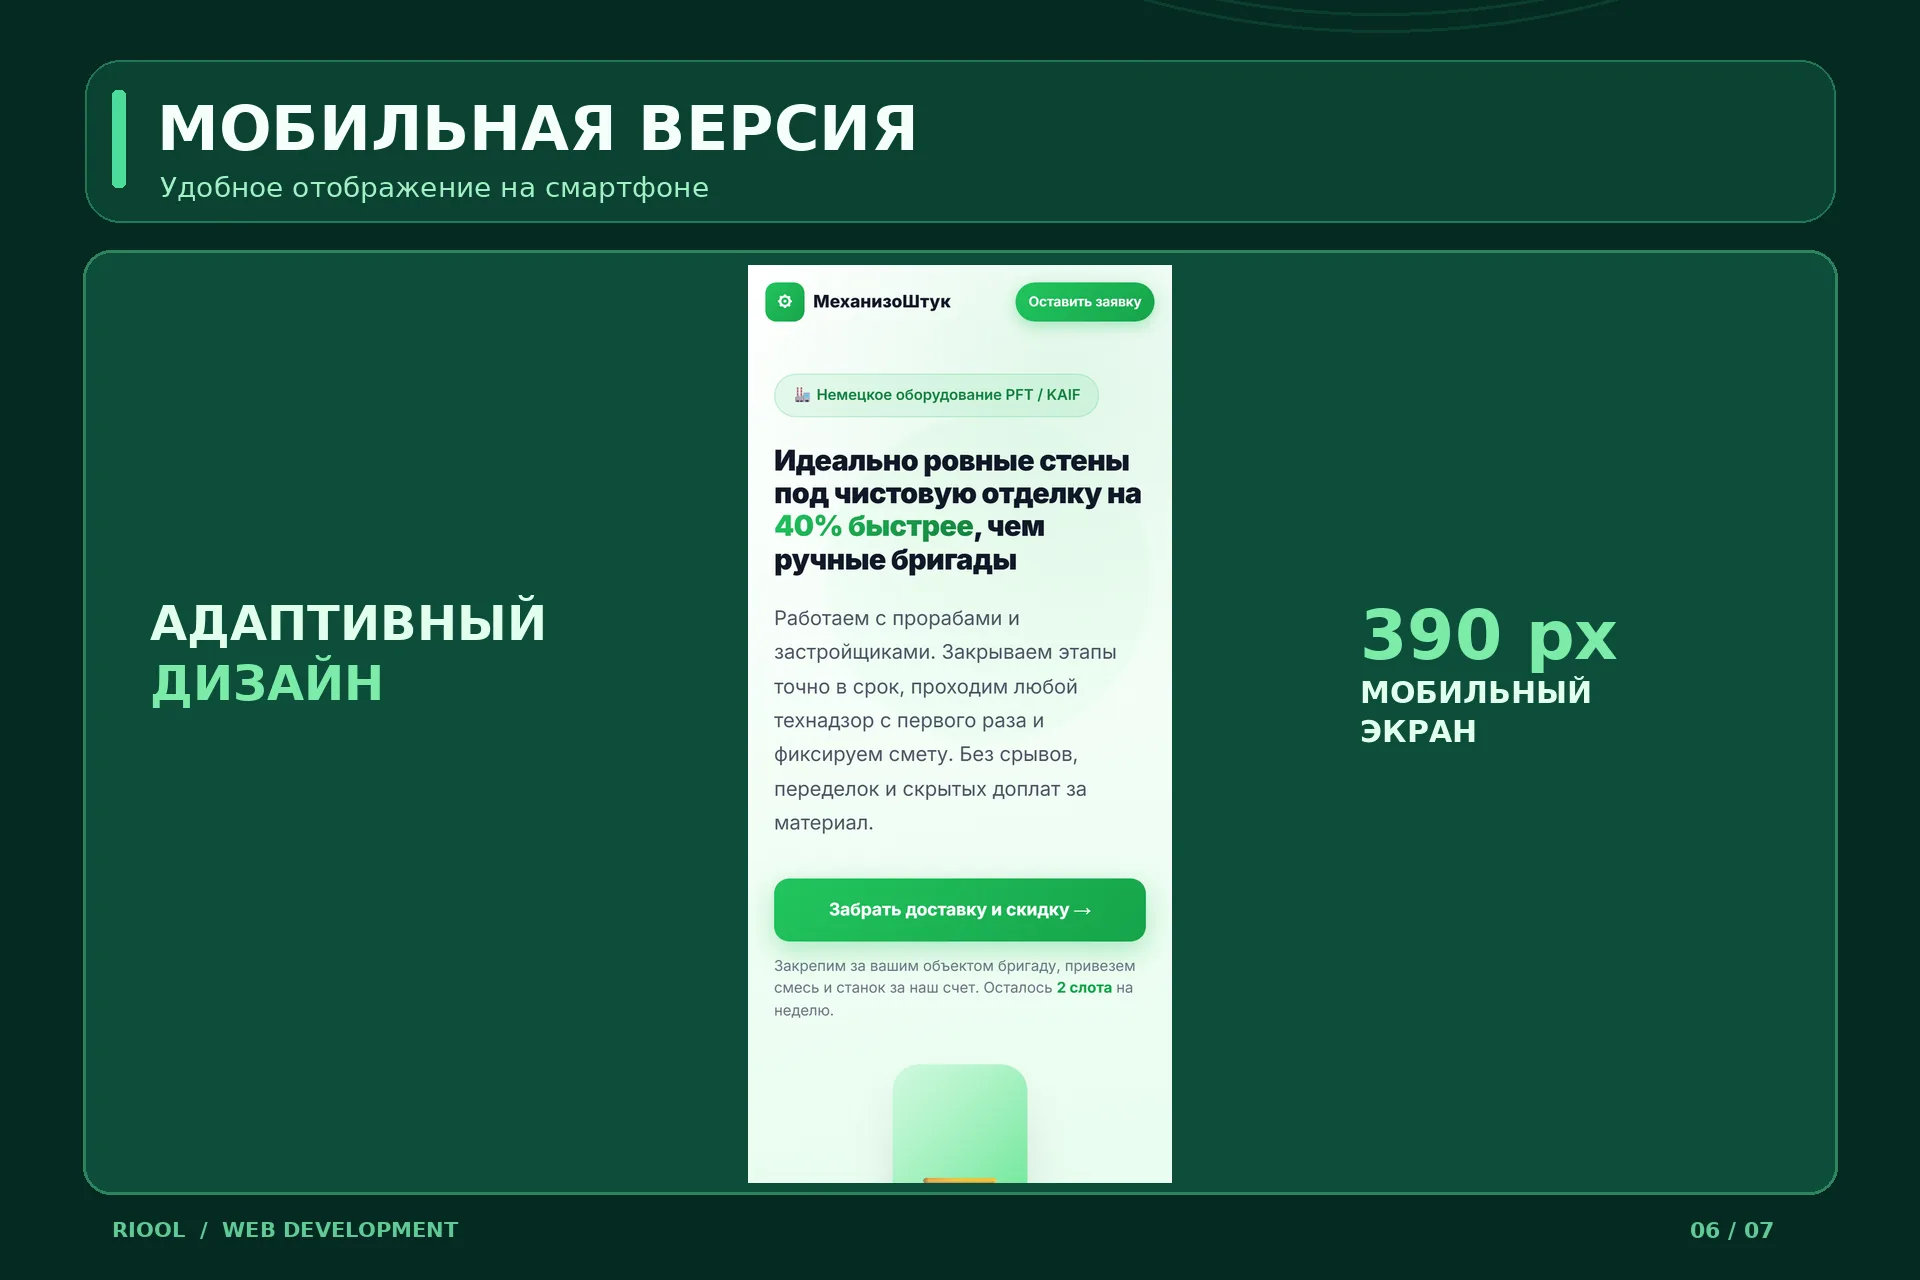 МОБИЛЬНАЯ ВЕРСИЯ
Удобное отображение на смартфоне
МеханизоШтук
Оставить заявку
Немецкое оборудование PFT / KAIF
Идеально ровные стены
под чистовую отделку на
40% быстрее, чем
ручные бригады
Работаем с прорабами и
застройщиками. Закрываем этапы
точно в срок, проходим любой
технадзор с первого раза и
фиксируем смету. Без срывов,
переделок и скрытых доплат за
материал.
Забрать доставку и скидку →
Закрепим за вашим объектом бригаду, привезем
смесь и станок за наш счет. Осталось 2 слота на
неделю.
АДАПТИВНЫЙ
ДИЗАЙН
390 px
МОБИЛЬНЫЙ
ЭКРАН
RIOOL / WEB DEVELOPMENT
06 / 07